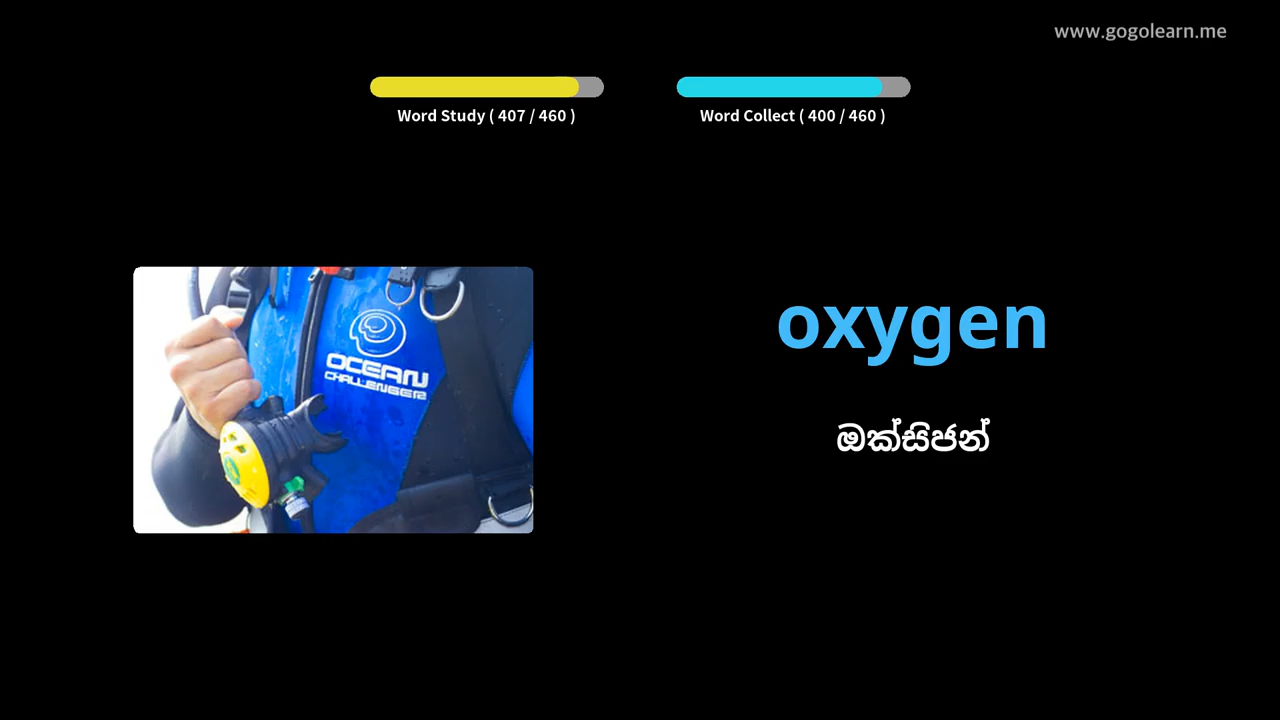 www.gogolearn.me
Word Study ( 407 / 460 )
Word Collect ( 400 / 460 )
OCEAN
CHALLENGER
oxygen
ඔක්සිජන්